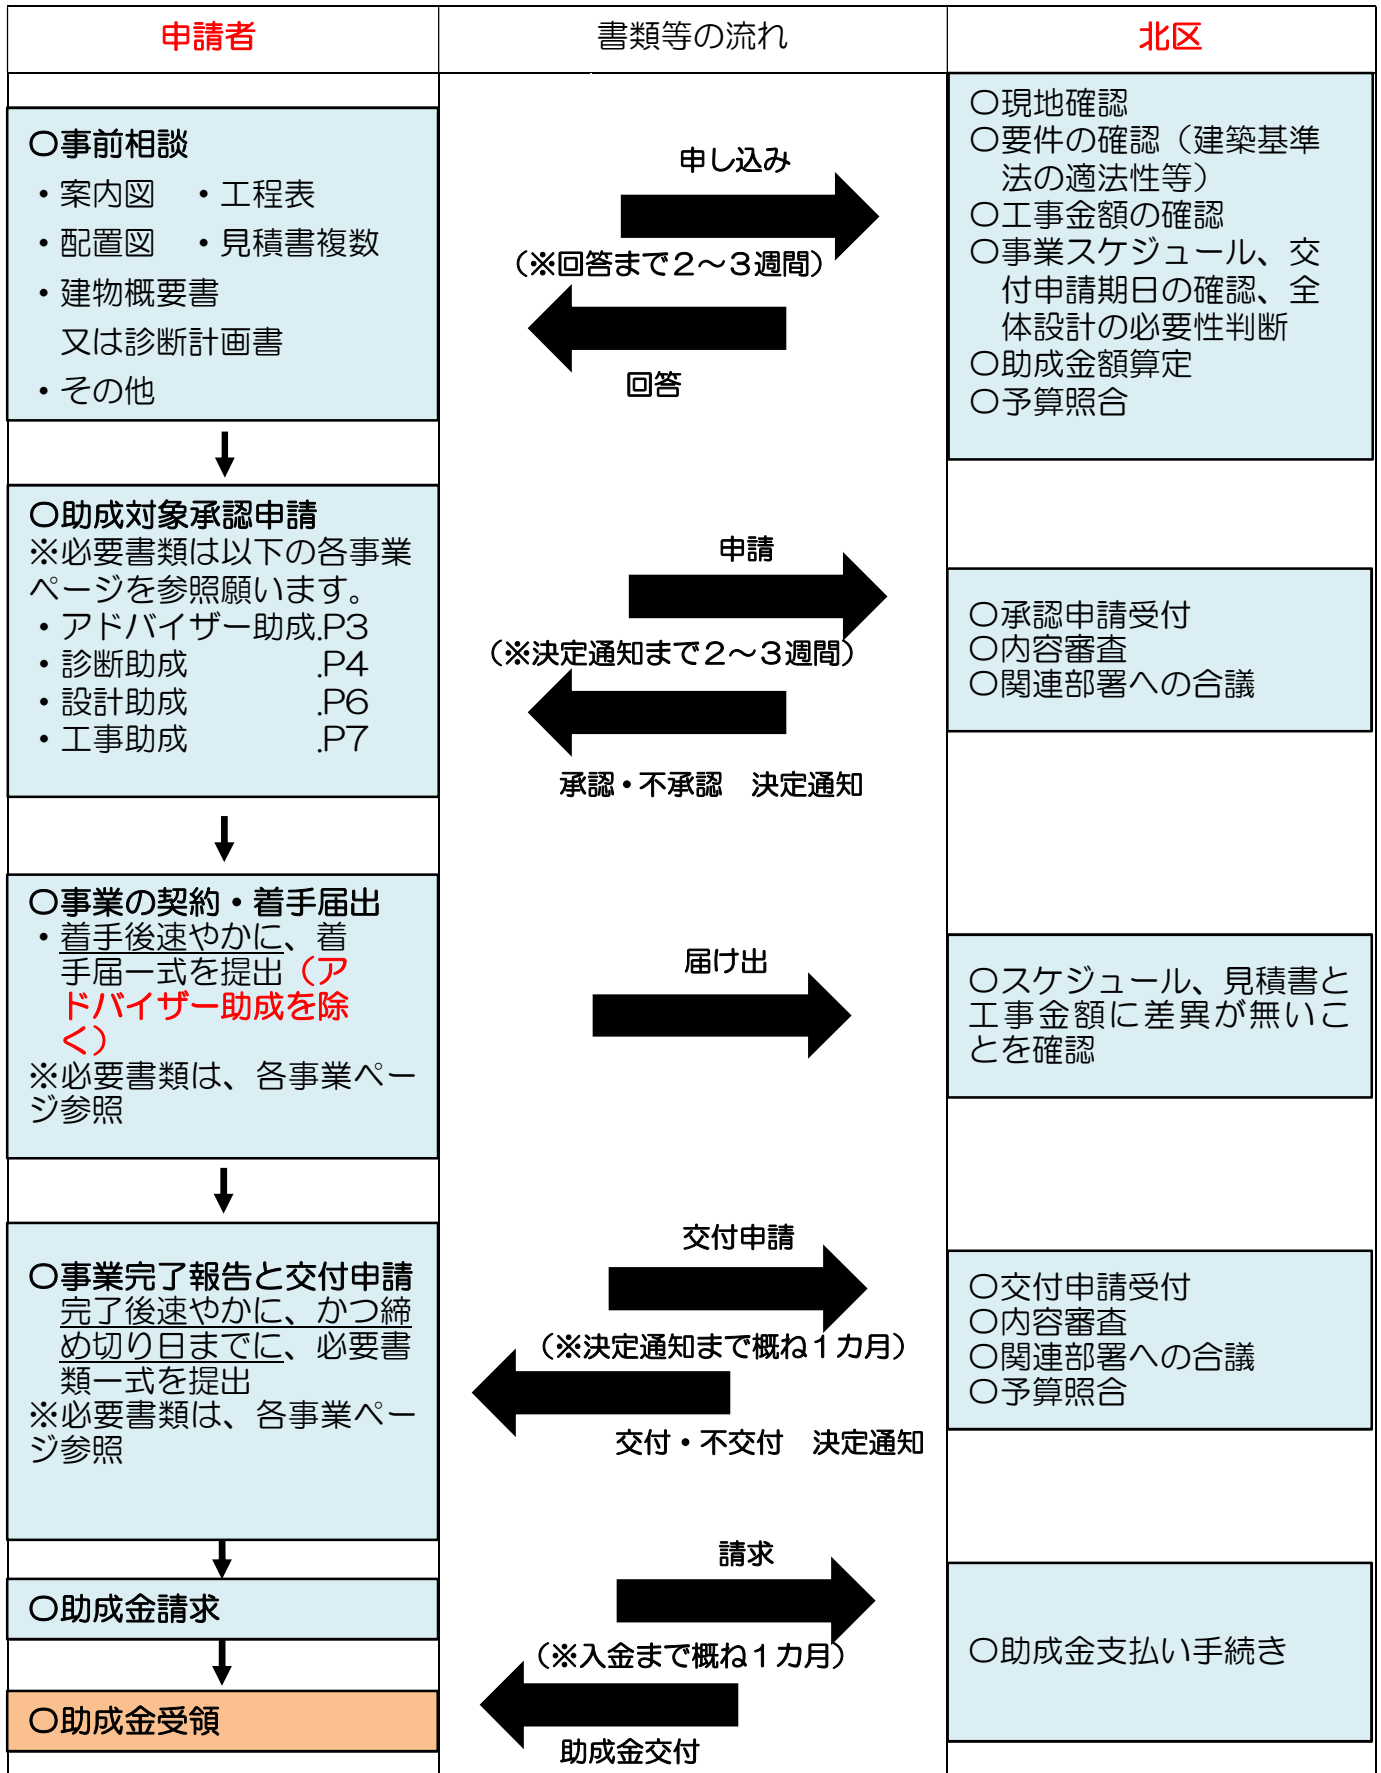 申請者
書類等の流れ
北区
〇事前相談
・案内図　・工程表
・配置図　・見積書複数
・建物概要書
又は診断計画書
・その他
申し込み
（※回答まで２～３週間）
回答
〇現地確認
〇要件の確認（建築基準
法の適法性等）
〇工事金額の確認
〇事業スケジュール、交
付申請期日の確認、全
体設計の必要性判断
〇助成金額算定
〇予算照合
〇助成対象承認申請
※必要書類は以下の各事業
ページを参照願います。
・アドバイザー助成.P3
・診断助成　　　　.P4
・設計助成　　　　.P6
・工事助成　　　　.P7
申請
（※決定通知まで２～３週間）
承認・不承認　決定通知
〇承認申請受付
〇内容審査
〇関連部署への合議
〇事業の契約・着手届出
・着手後速やかに、着
手届一式を提出（ア
ドバイザー助成を除
く）
※必要書類は、各事業ペー
ジ参照
届け出
〇スケジュール、見積書と
工事金額に差異が無いこ
とを確認
〇事業完了報告と交付申請
完了後速やかに、かつ締
め切り日までに、必要書
類一式を提出
※必要書類は、各事業ペー
ジ参照
交付申請
（※決定通知まで概ね１カ月）
交付・不交付　決定通知
〇交付申請受付
〇内容審査
〇関連部署への合議
〇予算照合
〇助成金請求
請求
（※入金まで概ね１カ月）
助成金交付
〇助成金支払い手続き
〇助成金受領